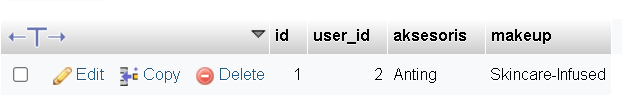 id user_id aksesoris makeup
Edit Copy Delete 1 2 Anting Skincare-Infused